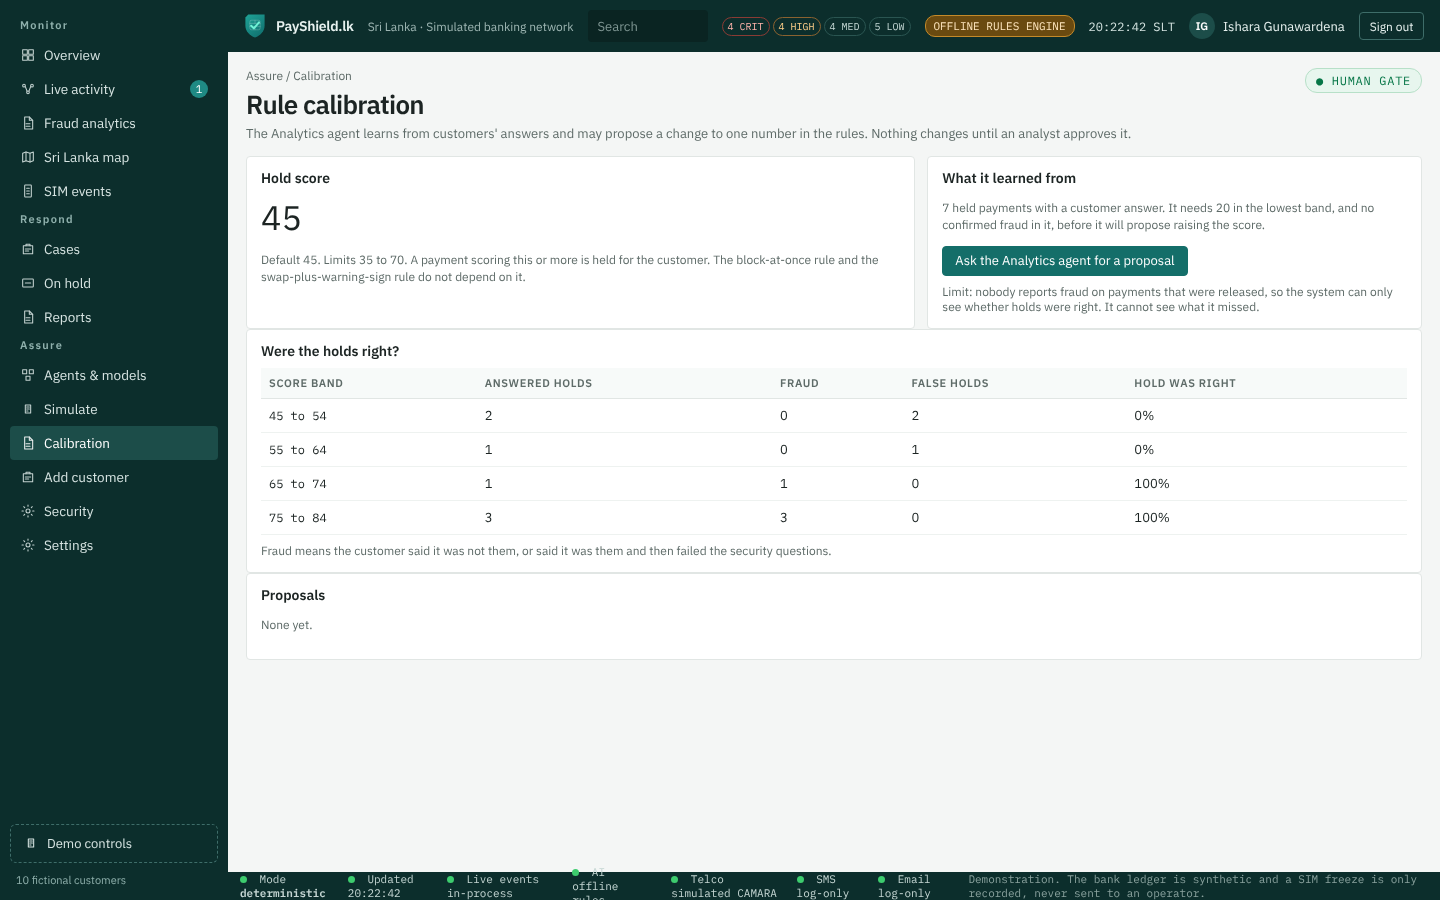 Monitor
Overview
Live activity 1
Fraud analytics
Sri Lanka map
SIM events
Respond
Cases
On hold
Reports
Assure
Agents & models
Simulate
Calibration
Add customer
Security
Settings
Demo controls
10 fictional customers
PayShield.lk Sri Lanka · Simulated banking network Search 4 CRIT 4 HIGH 4 MED 5 LOW OFFLINE RULES ENGINE 20:22:42 SLT IG Ishara Gunawardena Sign out
Assure / Calibration
HUMAN GATE
Rule calibration
The Analytics agent learns from customers' answers and may propose a change to one number in the rules. Nothing changes until an analyst approves it.
Hold score
45
Default 45. Limits 35 to 70. A payment scoring this or more is held for the customer. The block-at-once rule and the
swap-plus-warning-sign rule do not depend on it.
What it learned from
7 held payments with a customer answer. It needs 20 in the lowest band, and no
confirmed fraud in it, before it will propose raising the score.
Ask the Analytics agent for a proposal
Limit: nobody reports fraud on payments that were released, so the system can only
see whether holds were right. It cannot see what it missed.
Were the holds right?
SCORE BAND ANSWERED HOLDS FRAUD FALSE HOLDS HOLD WAS RIGHT
45 to 54 2 0 2 0%
55 to 64 1 0 1 0%
65 to 74 1 1 0 100%
75 to 84 3 3 0 100%
Fraud means the customer said it was not them, or said it was them and then failed the security questions.
Proposals
None yet.
Mode
deterministic
Updated
20:22:42
Live events
in-process
AI
offline
rules
Telco
simulated CAMARA
SMS
log-only
Email
log-only
Demonstration. The bank ledger is synthetic and a SIM freeze is only
recorded, never sent to an operator.